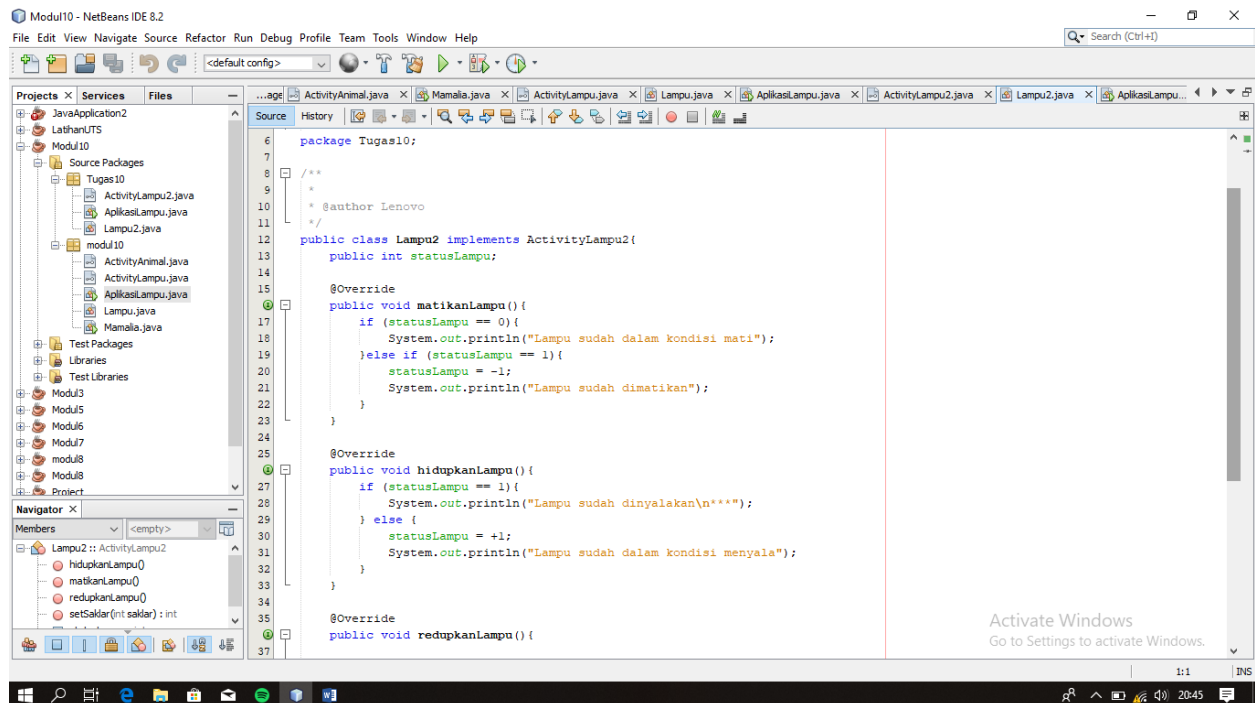 Modul10 - NetBeans IDE 8.2
File Edit View Navigate Source Refactor Run Debug Profile Team Tools Window Help
Search (Ctrl+I)
<default config>
Projects Services Files
...age ActivityAnimal.java Mamalia.java ActivityLampu.java Lampu.java AplikasiLampu.java ActivityLampu2.java Lampu2.java AplikasiLampu...
Source History
JavaApplication2
LatihanUTS
Modul10
Source Packages
Tugas10
ActivityLampu2.java
AplikasiLampu.java
Lampu2.java
modul10
ActivityAnimal.java
ActivityLampu.java
AplikasiLampu.java
Lampu.java
Mamalia.java
Test Packages
Libraries
Test Libraries
Modul3
Modul5
Modul6
Modul7
modul8
Modul8
Project
Navigator
Members <empty>
Lampu2 :: ActivityLampu2
hidupkanLampu()
matikanLampu()
redupkanLampu()
setSaklar(int saklar) : int
6 package Tugas10;
7
8 /**
9 *
10 * @author Lenovo
11 */
12 public class Lampu2 implements ActivityLampu2{
13 public int statusLampu;
14
15 @Override
public void matikanLampu(){
17 if (statusLampu == 0){
18 System.out.println("Lampu sudah dalam kondisi mati");
19 }else if (statusLampu == 1){
20 statusLampu = -1;
21 System.out.println("Lampu sudah dimatikan");
22 }
23 }
24
25 @Override
public void hidupkanLampu(){
27 if (statusLampu == 1){
28 System.out.println("Lampu sudah dinyalakan\n***");
29 } else {
30 statusLampu = +1;
31 System.out.println("Lampu sudah dalam kondisi menyala");
32 }
33 }
34
35 @Override
public void redupkanLampu(){
37
Activate Windows
Go to Settings to activate Windows.
1:1 INS
20:45